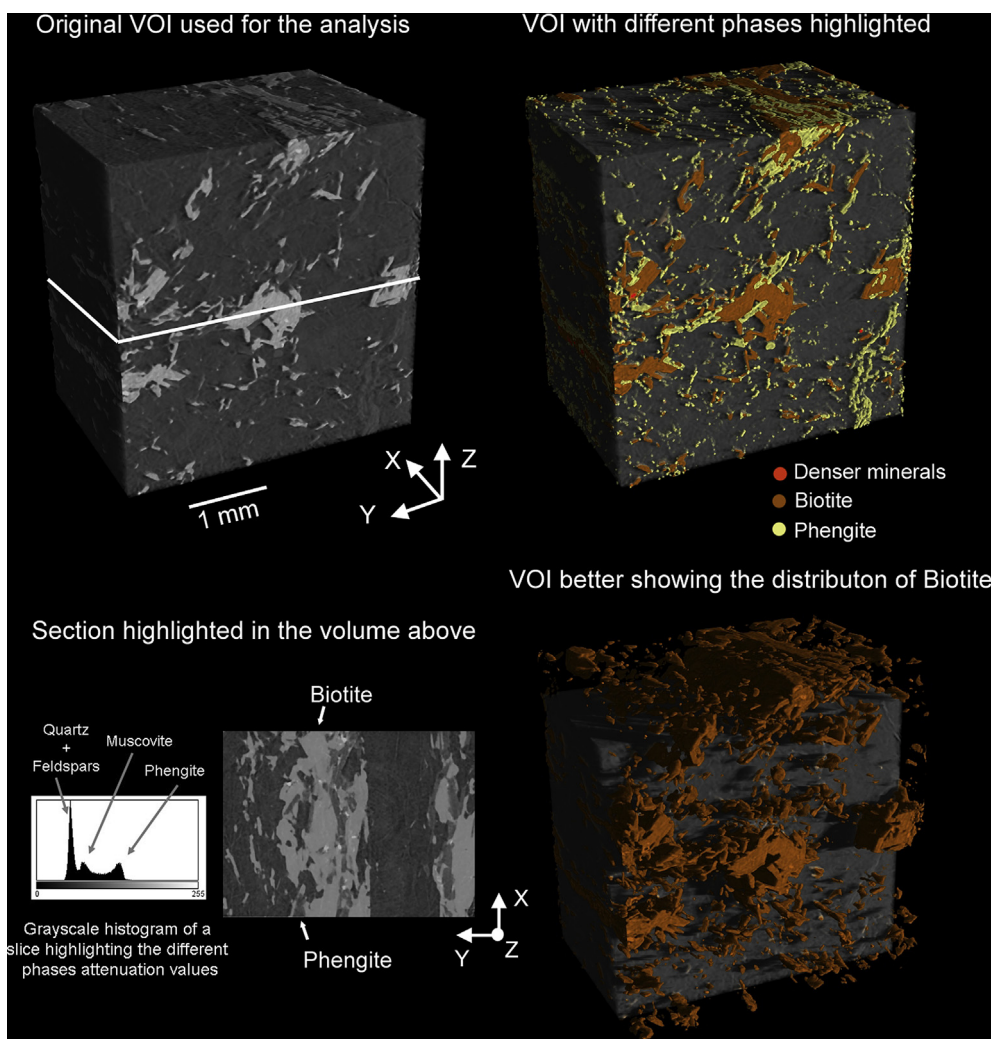 Original VOI used for the analysis
VOI with different phases highlighted
X
Z
Y
1 mm
Denser minerals
Biotite
Phengite
VOI better showing the distributon of Biotite
Section highlighted in the volume above
Biotite
Quartz
+
Feldspars
Muscovite
Phengite
0
255
Grayscale histogram of a
slice highlighting the different
phases attenuation values
X
Y
Z
Phengite